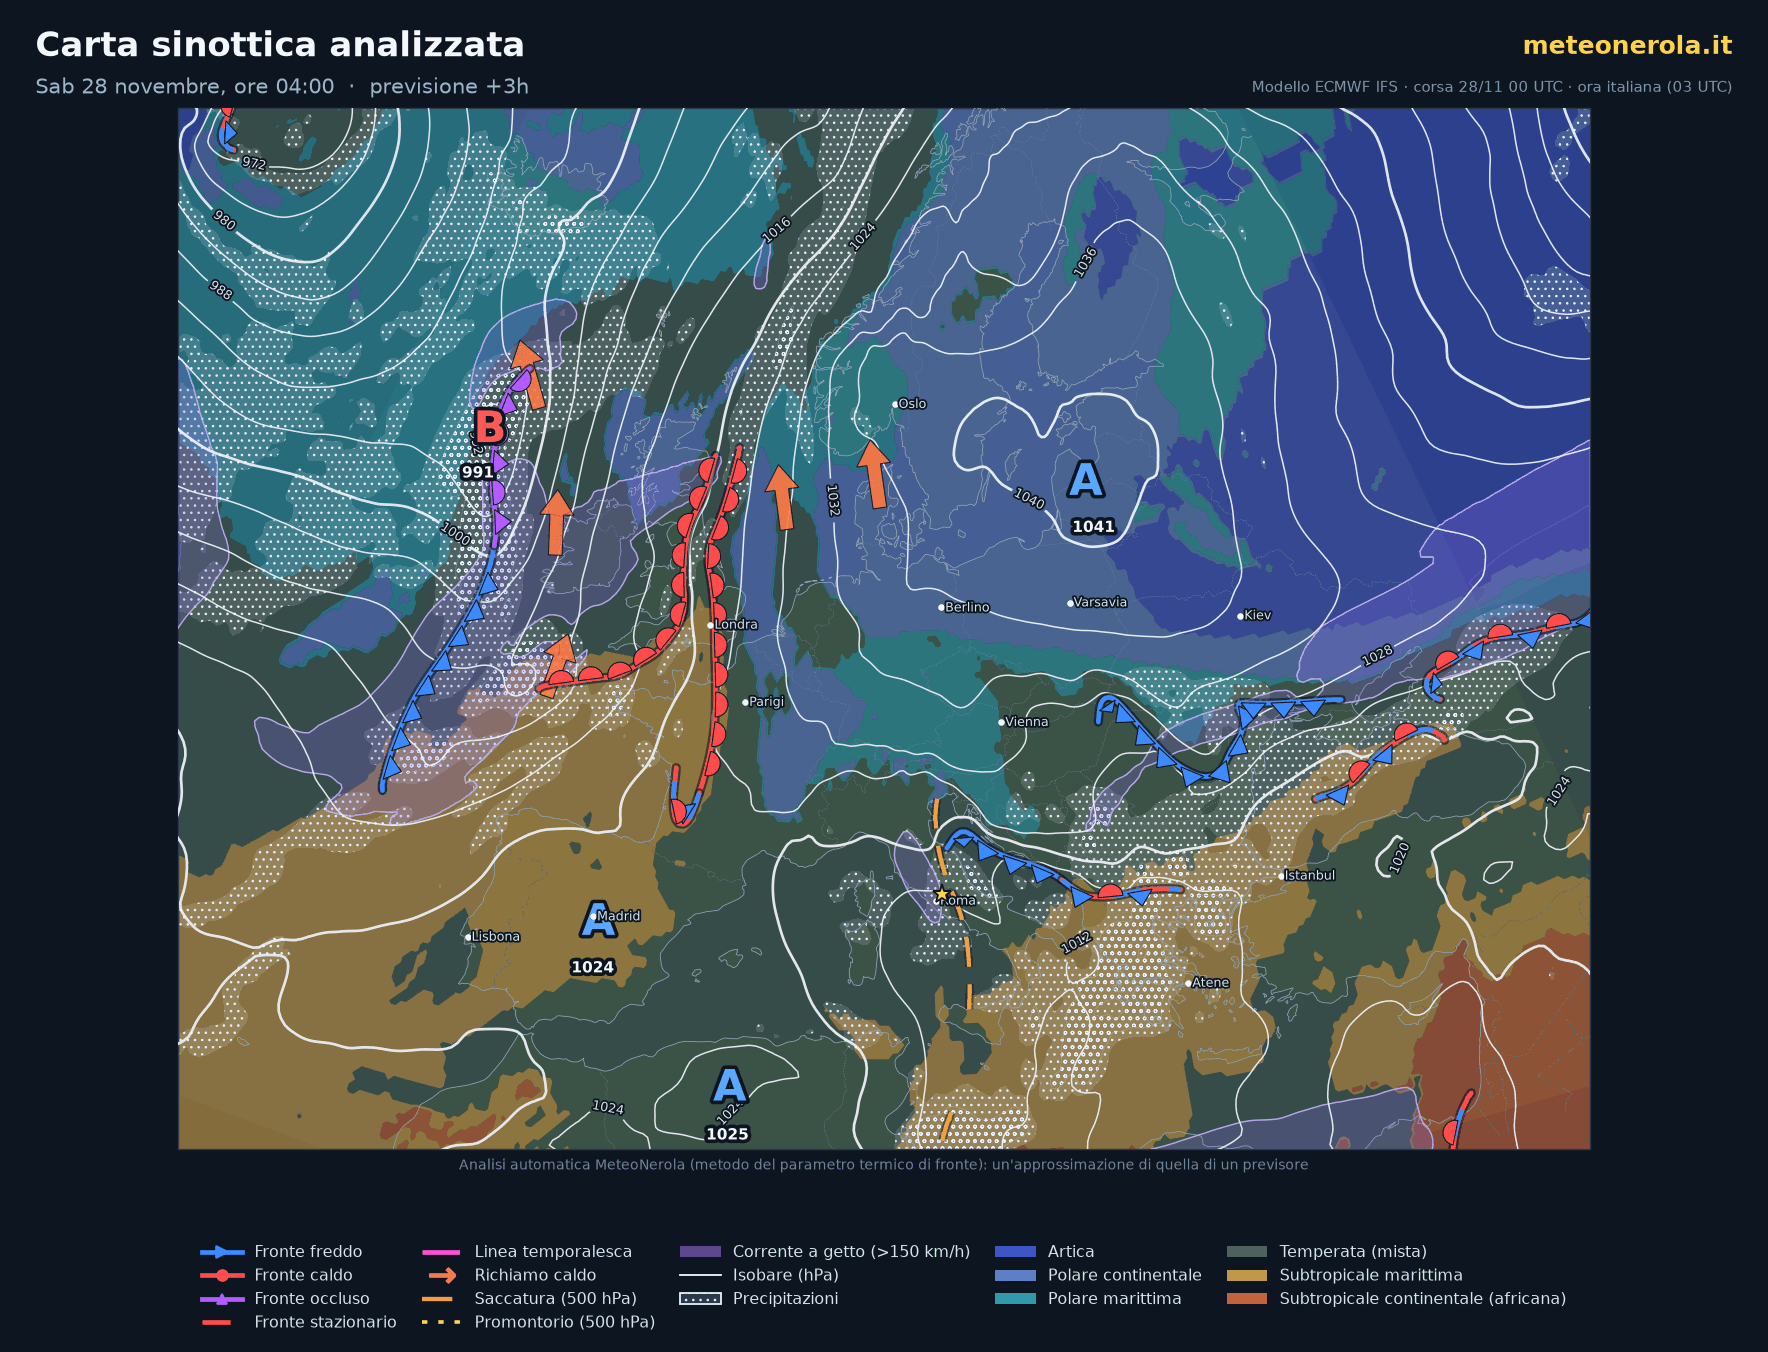 Carta sinottica analizzata
meteonerola.it
Sab 28 novembre, ore 04:00 · previsione +3h
Modello ECMWF IFS · corsa 28/11 00 UTC · ora italiana (03 UTC)
972
980
988
1016
1024
1036
Oslo
B
991
1000
1032
1040
A
1041
Londra
Berlino
Varsavia
Kiev
1028
Parigi
Vienna
1024
1020
Istanbul
Roma
Madrid
A
1024
Lisbona
1012
Atene
A
1024
1025
1024
Analisi automatica MeteoNerola (metodo del parametro termico di fronte): un'approssimazione di quella di un previsore
Fronte freddo
Fronte caldo
Fronte occluso
Fronte stazionario
Linea temporalesca
Richiamo caldo
Saccatura (500 hPa)
Promontorio (500 hPa)
Corrente a getto (>150 km/h)
Isobare (hPa)
Precipitazioni
Artica
Polare continentale
Polare marittima
Temperata (mista)
Subtropicale marittima
Subtropicale continentale (africana)